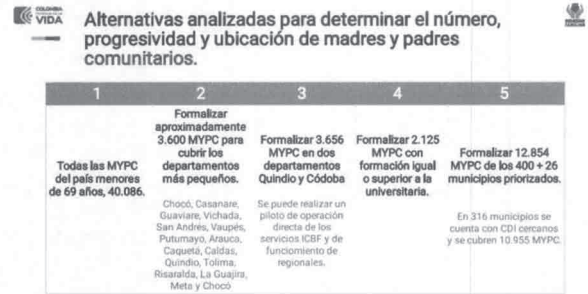 COLOMBIA
VIDA
Alternativas analizadas para determinar el número,
progresividad y ubicación de madres y padres
comunitarios.
1
2
3
4
5
Todas las MYPC
del país menores
de 69 años, 40.086.
Formalizar
aproximadamente
3.600 MYPC para
cubrir los
departamentos
más pequeños.
Chocó, Casanare,
Guaviare, Vichada,
San Andrés, Vaupés,
Putumayo, Arauca,
Caquetá, Caldas,
Quindio, Tolima,
Risaralda, La Guajira,
Meta y Chocó
Formalizar 3.656
MYPC en dos
departamentos
Quindio y Códoba
Se puede realizar un
piloto de operación
directa de los
servicios ICBF y de
funciomiento de
regionales.
Formalizar 2.125
MYPC con
formación igual
o superior a la
universitaria.
Formalizar 12.854
MYPC de los 400 + 26
municipios priorizados.
En 316 municipios se
cuenta con CDI cercanos
y se cubren 10.955 MYPC.